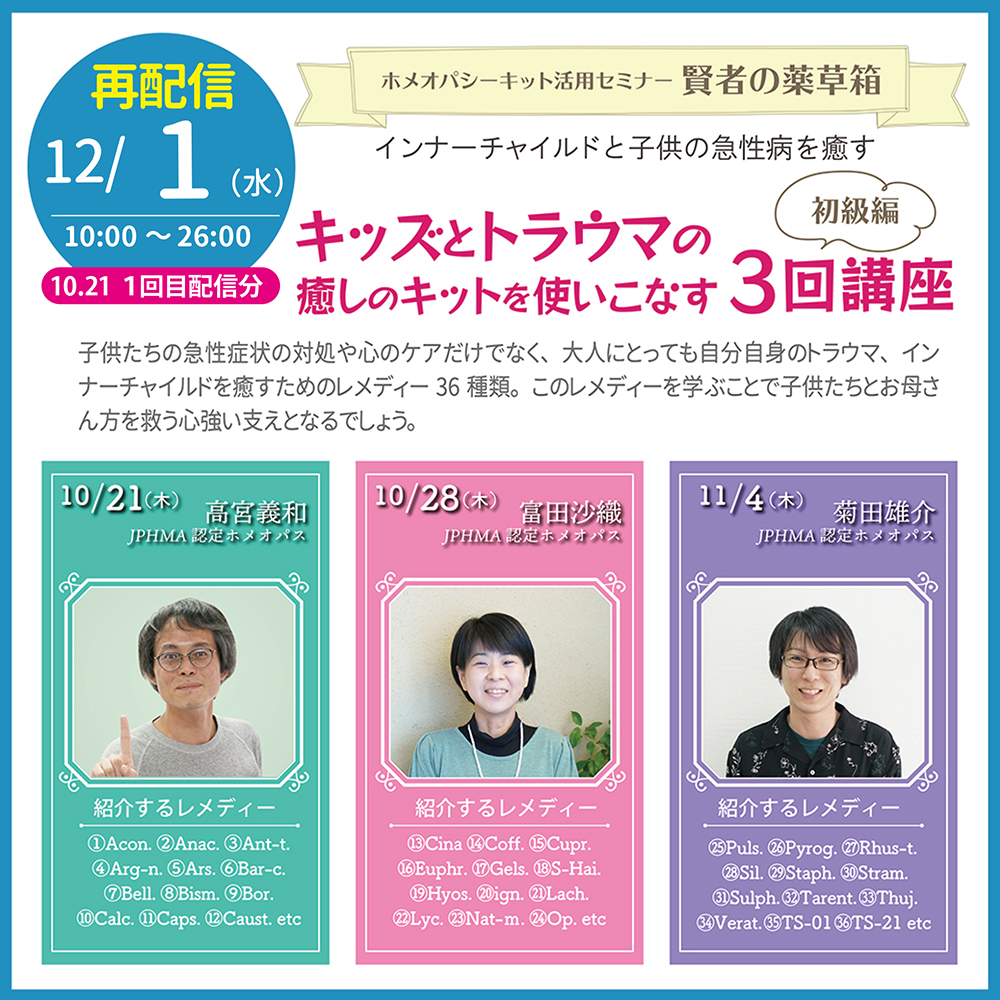 再配信
12/1(水)
10:00 〜 26:00
10.21 1回目配信分
ホメオパシーキット活用セミナー 賢者の薬草箱
インナーチャイルドと子供の急性病を癒す
初級編
キッズとトラウマの
癒しのキットを使いこなす 3回講座
子供たちの急性症状の対処や心のケアだけでなく、大人にとっても自分自身のトラウマ、イン
ナーチャイルドを癒すためのレメディー 36 種類。このレメディーを学ぶことで子供たちとお母さ
ん方を救う心強い支えとなるでしょう。
10/21(木)
高宮義和
JPHMA 認定ホメオパス
紹介するレメディー
①Acon. ②Anac. ③Ant-t.
④Arg-n. ⑤Ars. ⑥Bar-c.
⑦Bell. ⑧Bism. ⑨Bor.
⑩Calc. ⑪Caps. ⑫Caust. etc
10/28(木)
富田沙織
JPHMA 認定ホメオパス
紹介するレメディー
⑬Cina ⑭Coff. ⑮Cupr.
⑯Euphr. ⑰Gels. ⑱S-Hai.
⑲Hyos. ⑳ign. ㉑Lach.
㉒Lyc. ㉓Nat-m. ㉔Op. etc
11/4(木)
菊田雄介
JPHMA 認定ホメオパス
紹介するレメディー
㉕Puls. ㉖Pyrog. ㉗Rhus-t.
㉘Sil. ㉙Staph. ㉚Stram.
㉛Sulph. ㉜Tarent. ㉝Thuj.
㉞Verat. ㉟TS-01 ㊱TS-21 etc